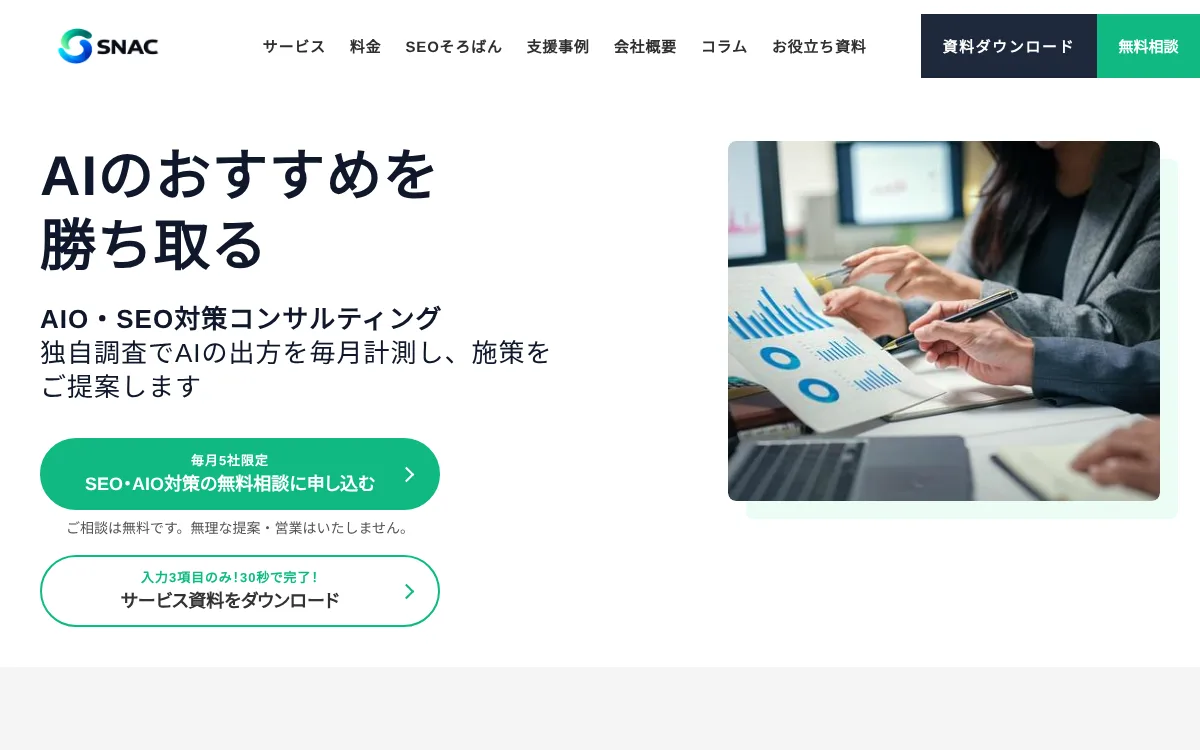 SNAC
サービス
料金
SEOそろばん
支援事例
会社概要
コラム
お役立ち資料
資料ダウンロード
無料相談
AIのおすすめを
勝ち取る
AIO・SEO対策コンサルティング
独自調査でAIの出方を毎月計測し、施策を
ご提案します
毎月5社限定
SEO・AIO対策の無料相談に申し込む
ご相談は無料です。無理な提案・営業はいたしません。
入力3項目のみ！30秒で完了！
サービス資料をダウンロード